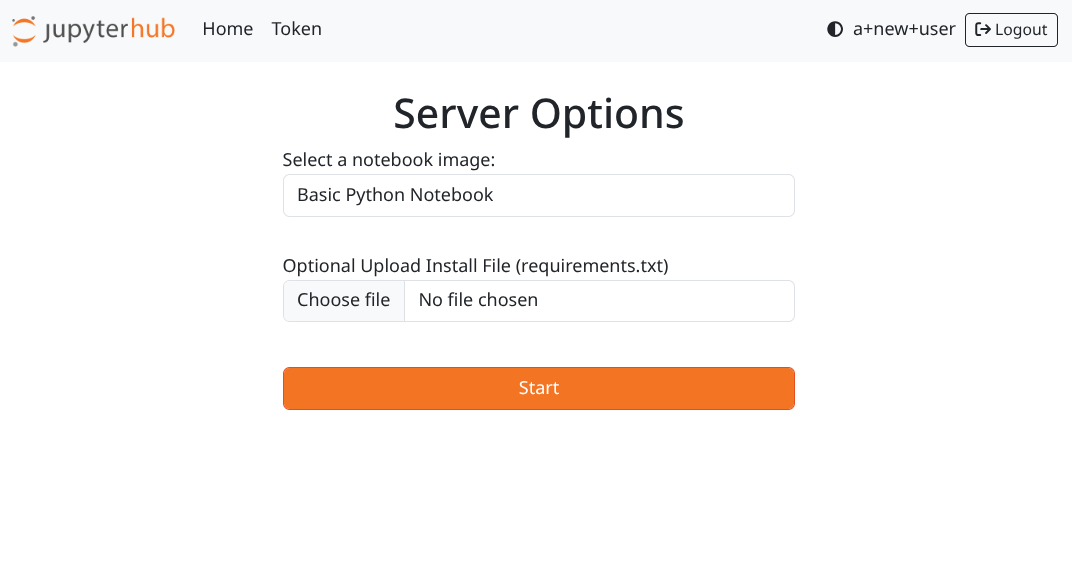 jupyterhub Home Token a+new+user Logout
Server Options
Select a notebook image:
Basic Python Notebook
Optional Upload Install File (requirements.txt)
Choose file No file chosen
Start